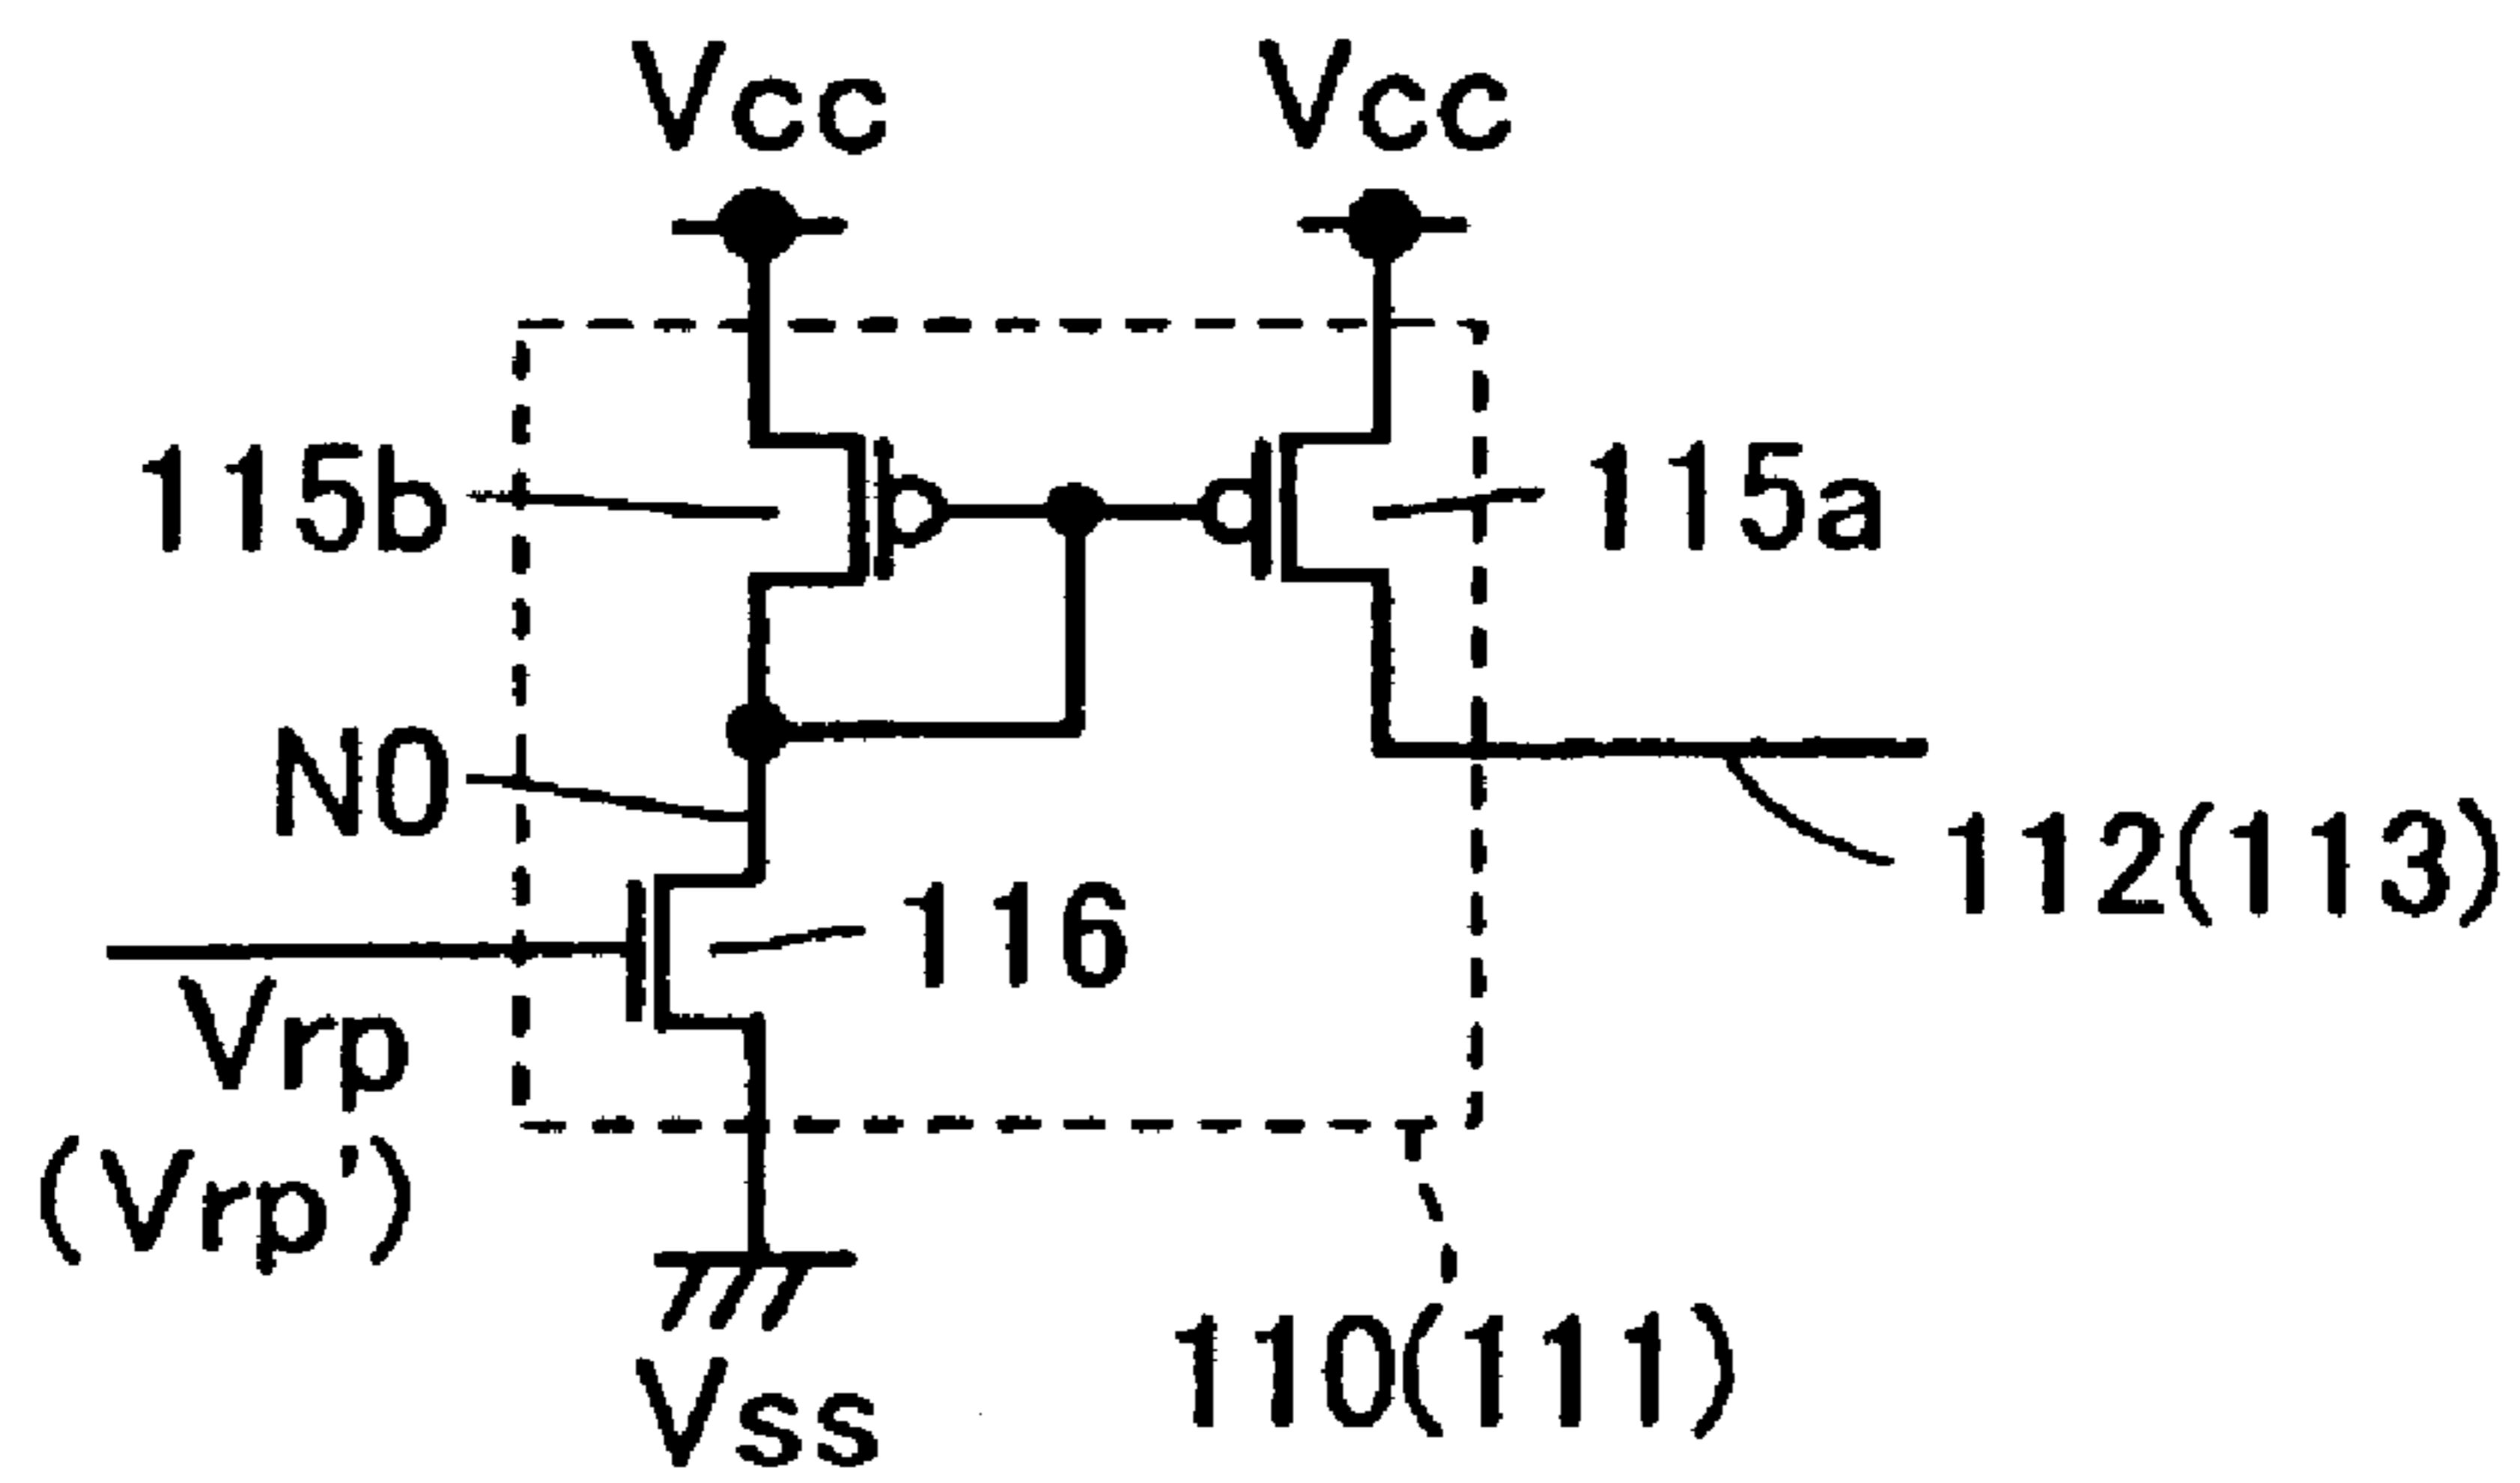 Vcc Vcc
115b 115a
N0
112(113)
116
Vrp
(Vrp')
110(111)
Vss